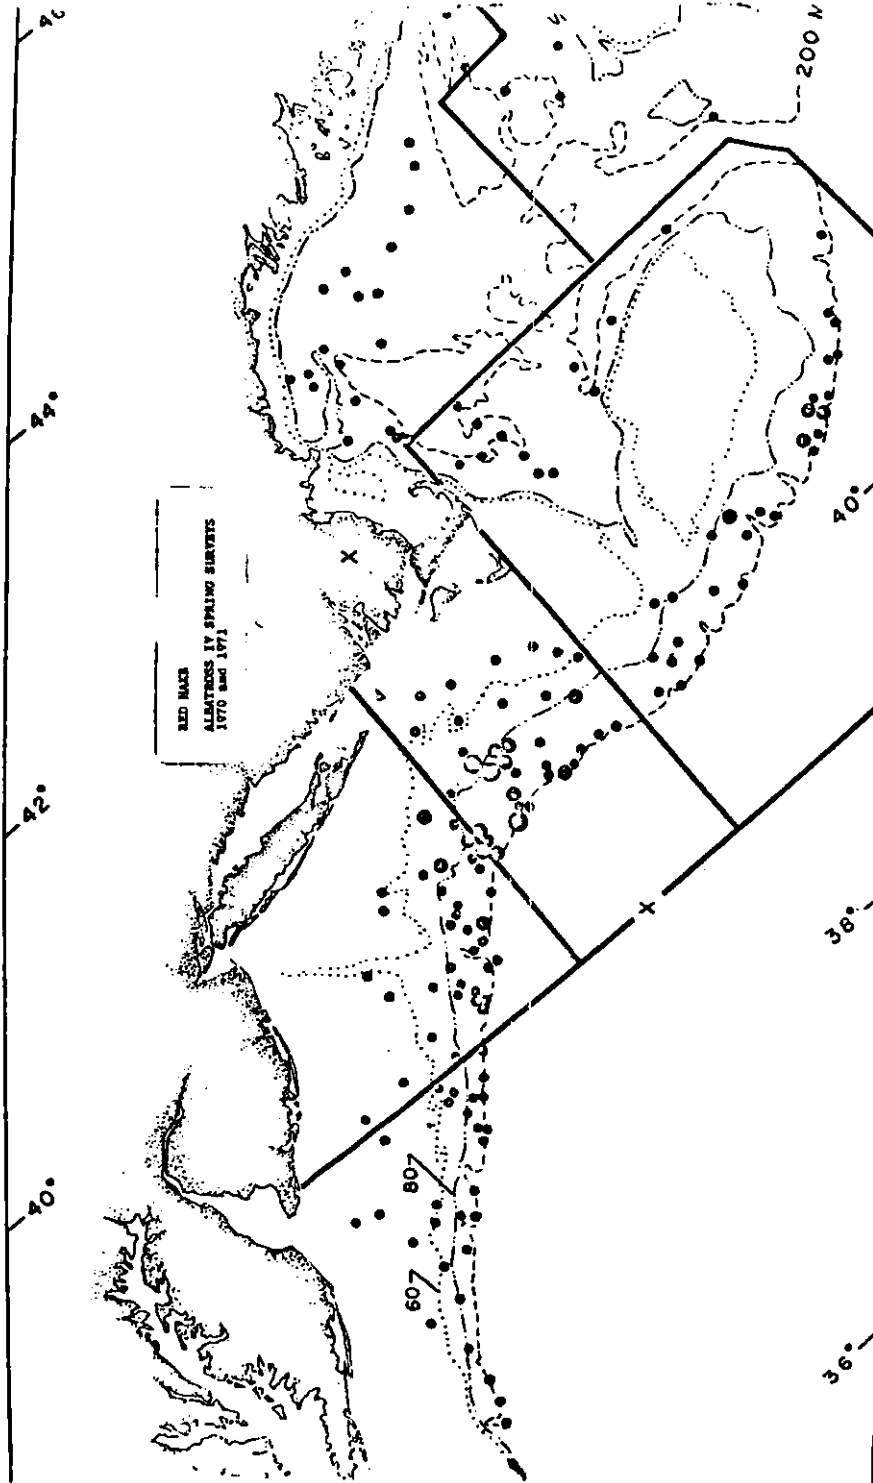 RED HAKE
ALBATROSS IV SPRING SURVEYS
1970 and 1971
44°
42°
40°
40°
38°
36°
200 M
80
60
X
X